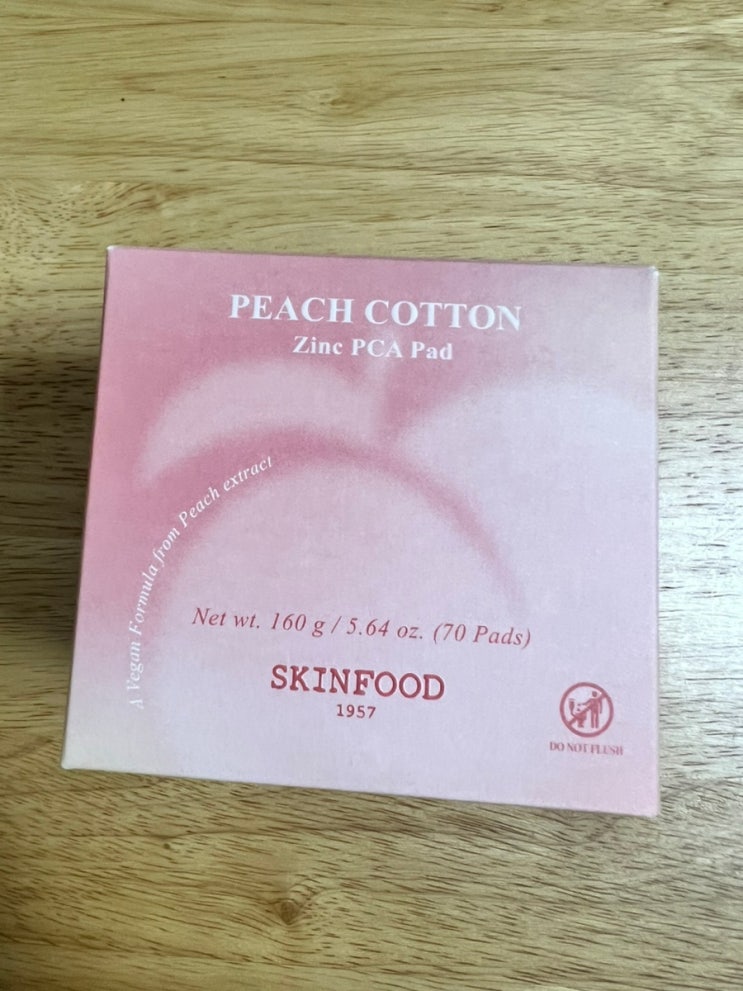 PEACH COTTON
Zinc PCA Pad
A Vegan Formula from Peach extract
Net wt. 160 g / 5.64 oz. (70 Pads)
SKINFOOD
1957
DO NOT FLUSH